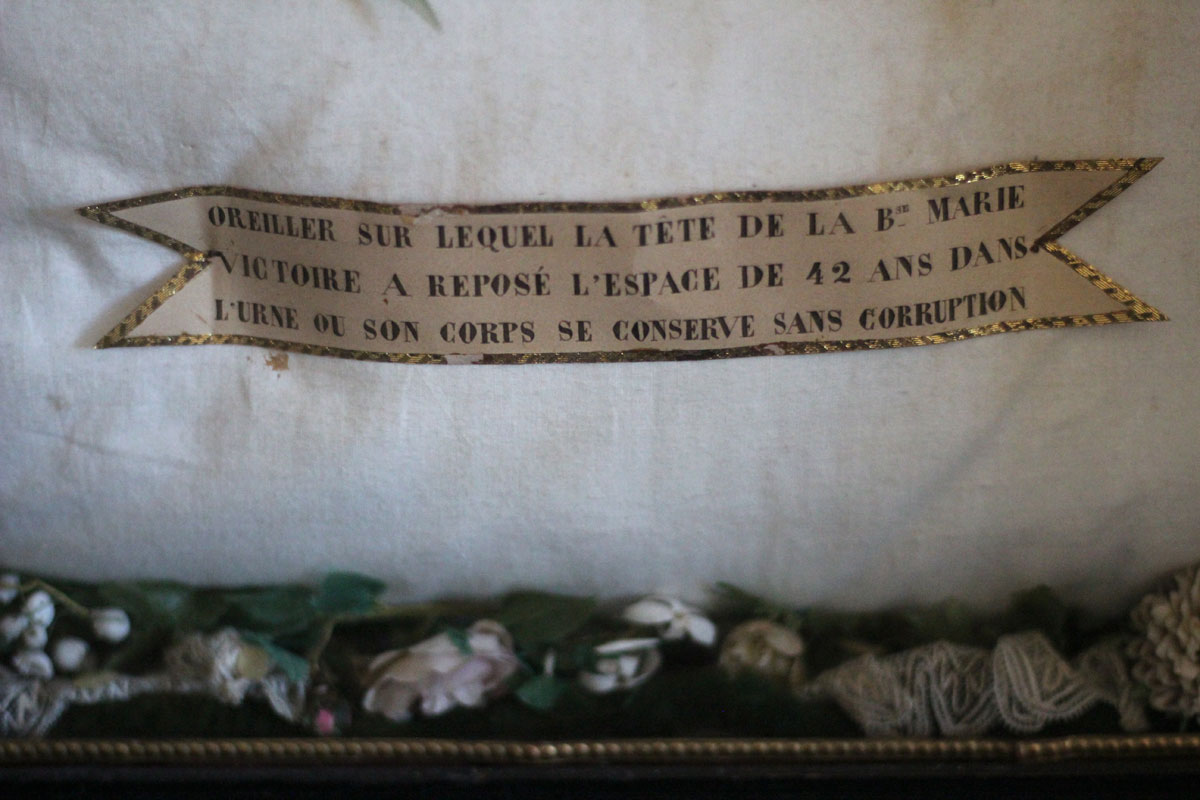 OREILLER SUR LEQUEL LA TÊTE DE LA Bse MARIE
VICTOIRE A REPOSÉ L'ESPACE DE 42 ANS DANS
L'URNE OU SON CORPS SE CONSERVE SANS CORRUPTION